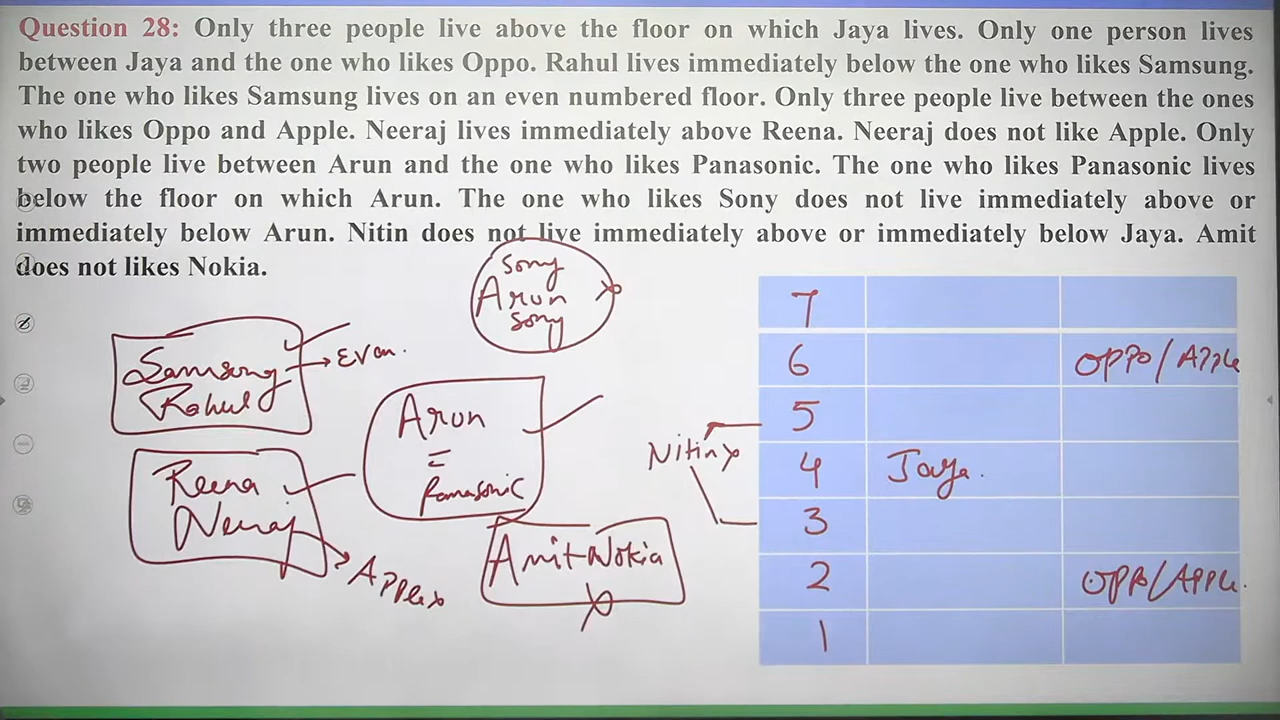 Question 28: Only three people live above the floor on which Jaya lives. Only one person lives
between Jaya and the one who likes Oppo. Rahul lives immediately below the one who likes Samsung.
The one who likes Samsung lives on an even numbered floor. Only three people live between the ones
who likes Oppo and Apple. Neeraj lives immediately above Reena. Neeraj does not like Apple. Only
two people live between Arun and the one who likes Panasonic. The one who likes Panasonic lives
below the floor on which Arun. The one who likes Sony does not live immediately above or
immediately below Arun. Nitin does not live immediately above or immediately below Jaya. Amit
does not likes Nokia.
Sony
Arun x
Sony
Samsung → Even.
Rahul
Reena
Neeraj
Apple x
Arun
=
Panasonic
Amit-Nokia
x
Nitin x
7
6 OPPO/Apple
5
4 Jaya.
3
2 OPPO/Apple.
1